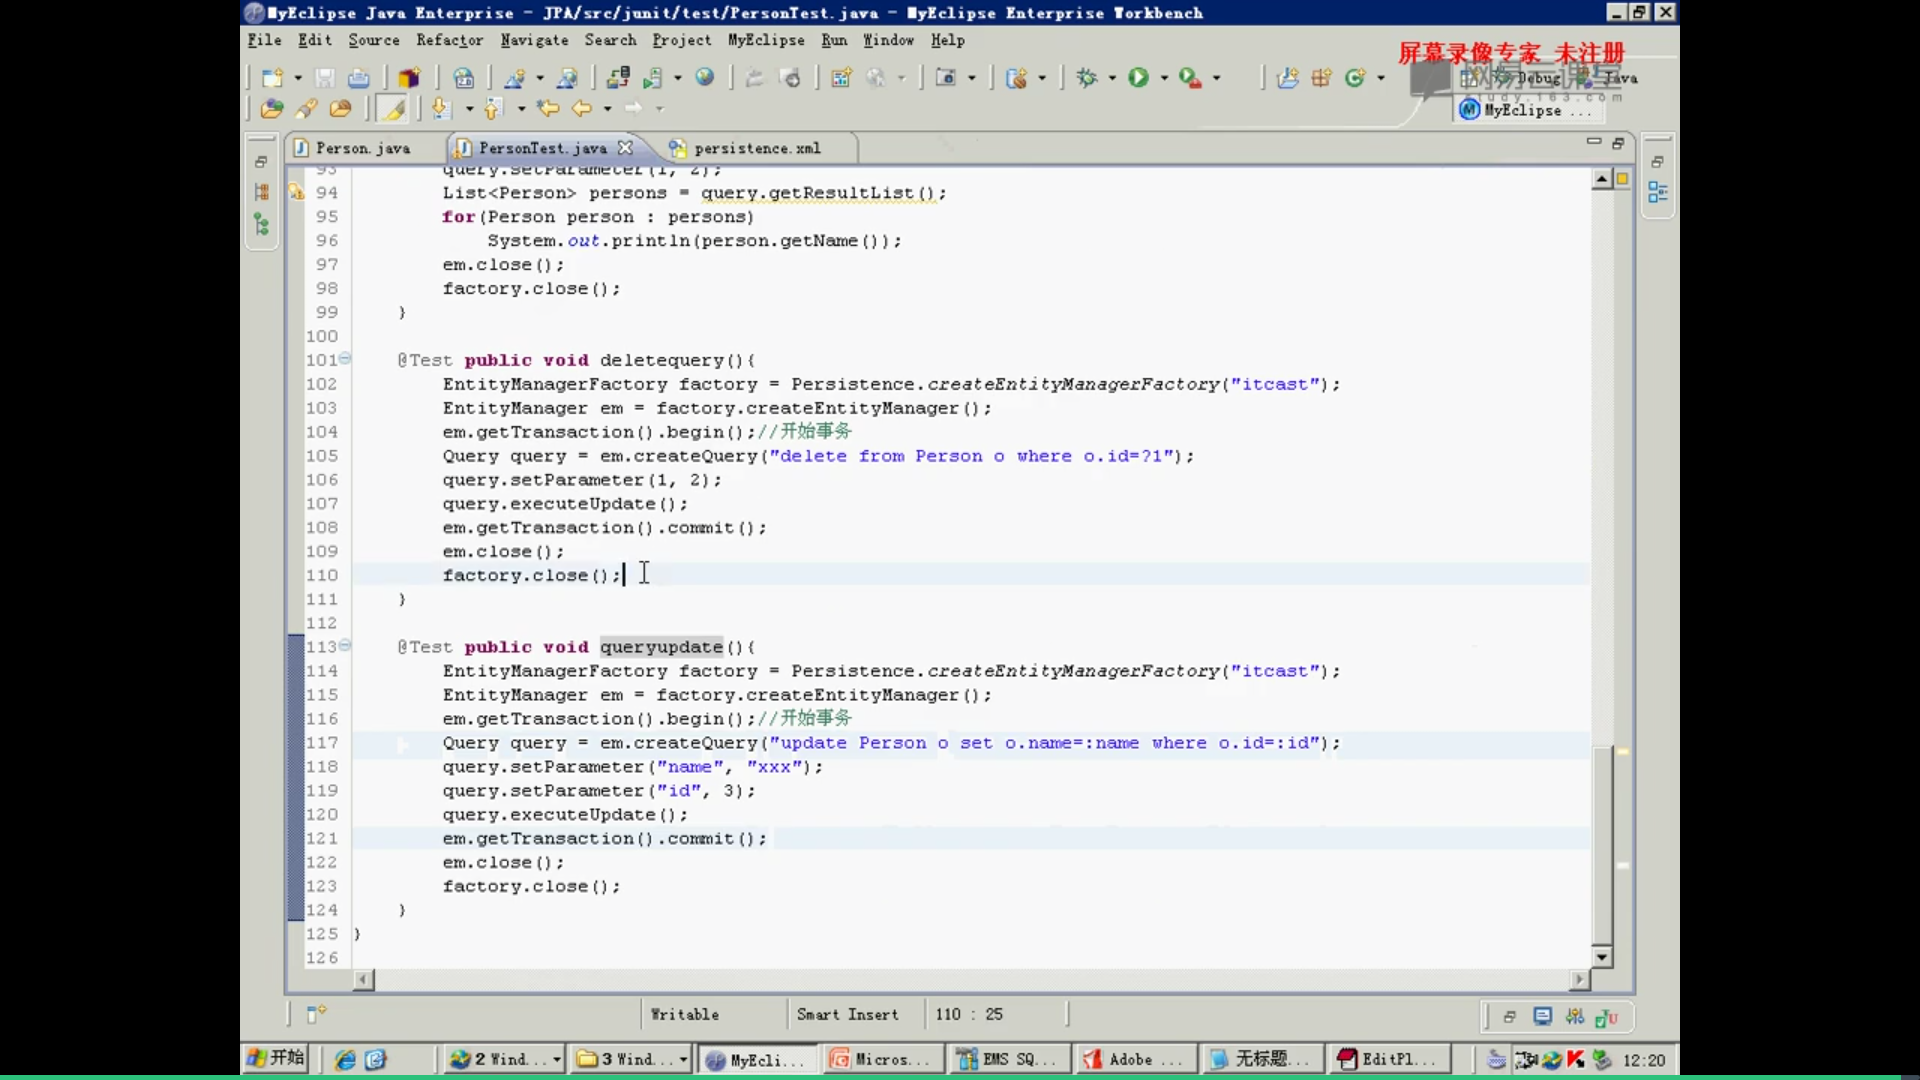 MyEclipse Java Enterprise - JPA/src/junit/test/PersonTest.java - MyEclipse Enterprise Workbench
File Edit Source Refactor Navigate Search Project MyEclipse Run Window Help
屏幕录像专家 未注册
Debug Java
study.163.com
MyEclipse ...
Person.java PersonTest.java persistence.xml
93 query.setParameter(1, 2);
94 List<Person> persons = query.getResultList();
95 for(Person person : persons)
96 System.out.println(person.getName());
97 em.close();
98 factory.close();
99 }
100
101 @Test public void deletequery(){
102 EntityManagerFactory factory = Persistence.createEntityManagerFactory("itcast");
103 EntityManager em = factory.createEntityManager();
104 em.getTransaction().begin();//开始事务
105 Query query = em.createQuery("delete from Person o where o.id=?1");
106 query.setParameter(1, 2);
107 query.executeUpdate();
108 em.getTransaction().commit();
109 em.close();
110 factory.close();
111 }
112
113 @Test public void queryupdate(){
114 EntityManagerFactory factory = Persistence.createEntityManagerFactory("itcast");
115 EntityManager em = factory.createEntityManager();
116 em.getTransaction().begin();//开始事务
117 Query query = em.createQuery("update Person o set o.name=:name where o.id=:id");
118 query.setParameter("name", "xxx");
119 query.setParameter("id", 3);
120 query.executeUpdate();
121 em.getTransaction().commit();
122 em.close();
123 factory.close();
124 }
125 }
126
Writable Smart Insert 110 : 25
开始 2 Wind... 3 Wind... MyEcli... Micros... EMS SQ... Adobe ... 无标题... EditPl... 12:20